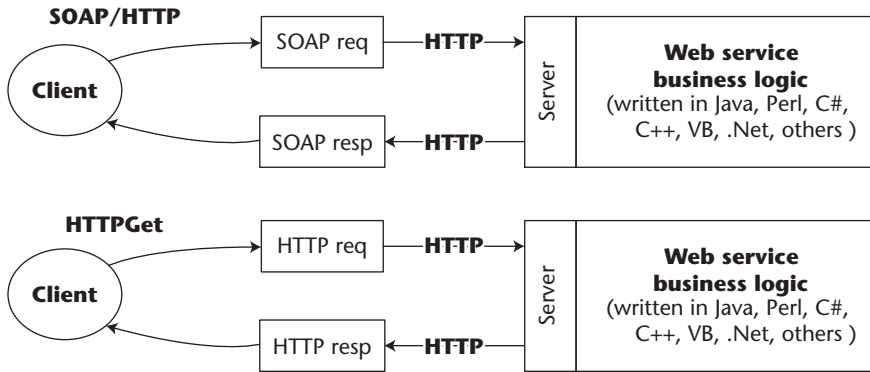 SOAP/HTTP
Client
SOAP req
HTTP
SOAP resp
HTTP
Server
Web service
business logic
(written in Java, Perl, C#,
C++, VB, .Net, others )
HTTPGet
Client
HTTP req
HTTP
HTTP resp
HTTP
Server
Web service
business logic
(written in Java, Perl, C#,
C++, VB, .Net, others )